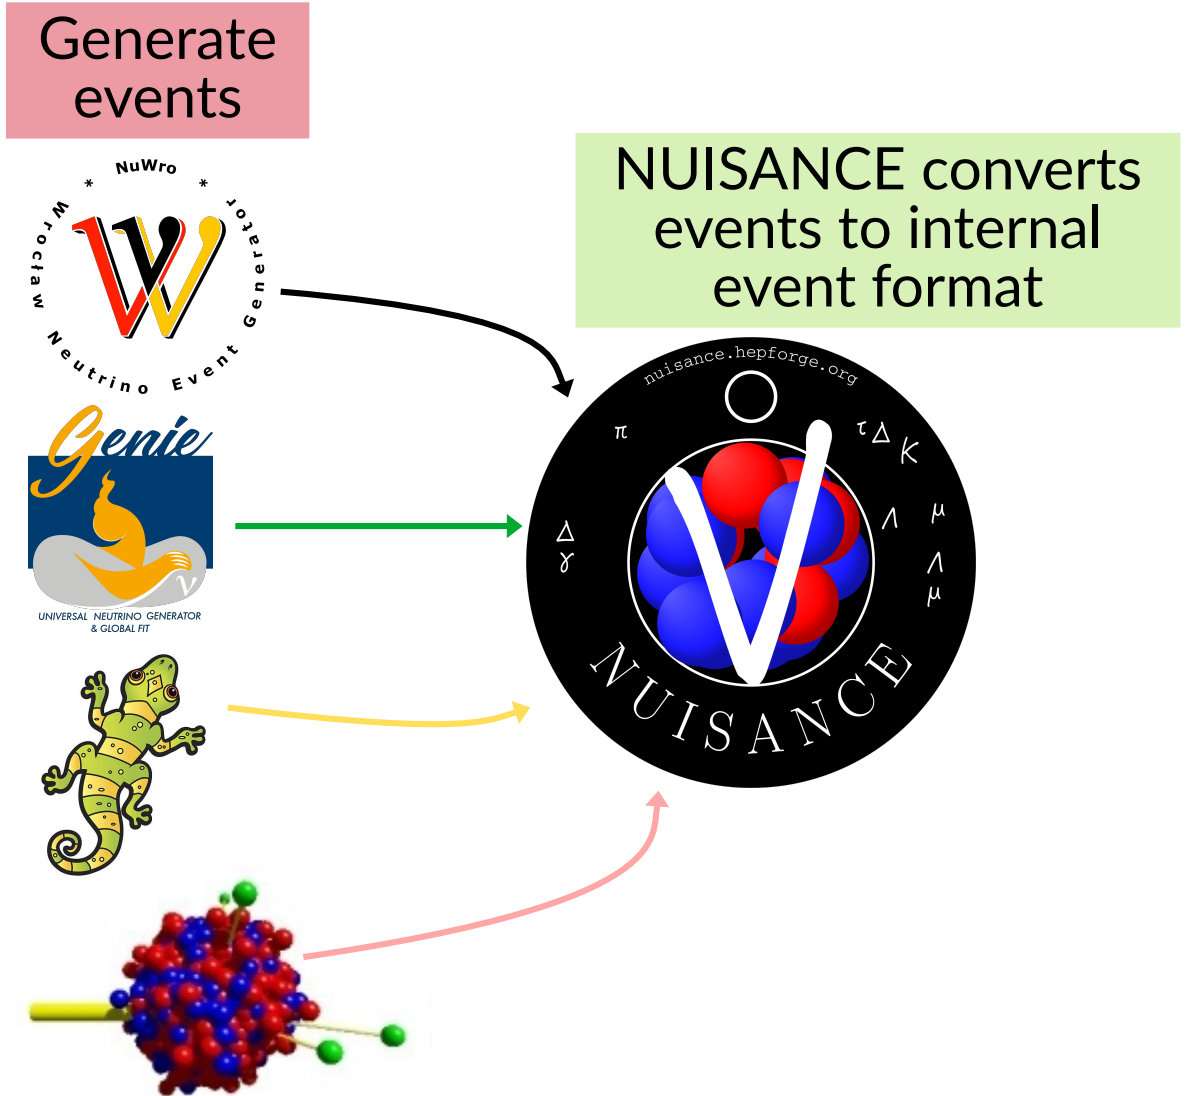 Generate
events
NuWro
* Wrocław Neutrino Event Generator *
Genie
ν
UNIVERSAL NEUTRINO GENERATOR
& GLOBAL FIT
NUISANCE converts
events to internal
event format
nuisance.hepforge.org
π
τ Δ K
Δ
γ
Λ μ
Λ
μ
V
NUISANCE